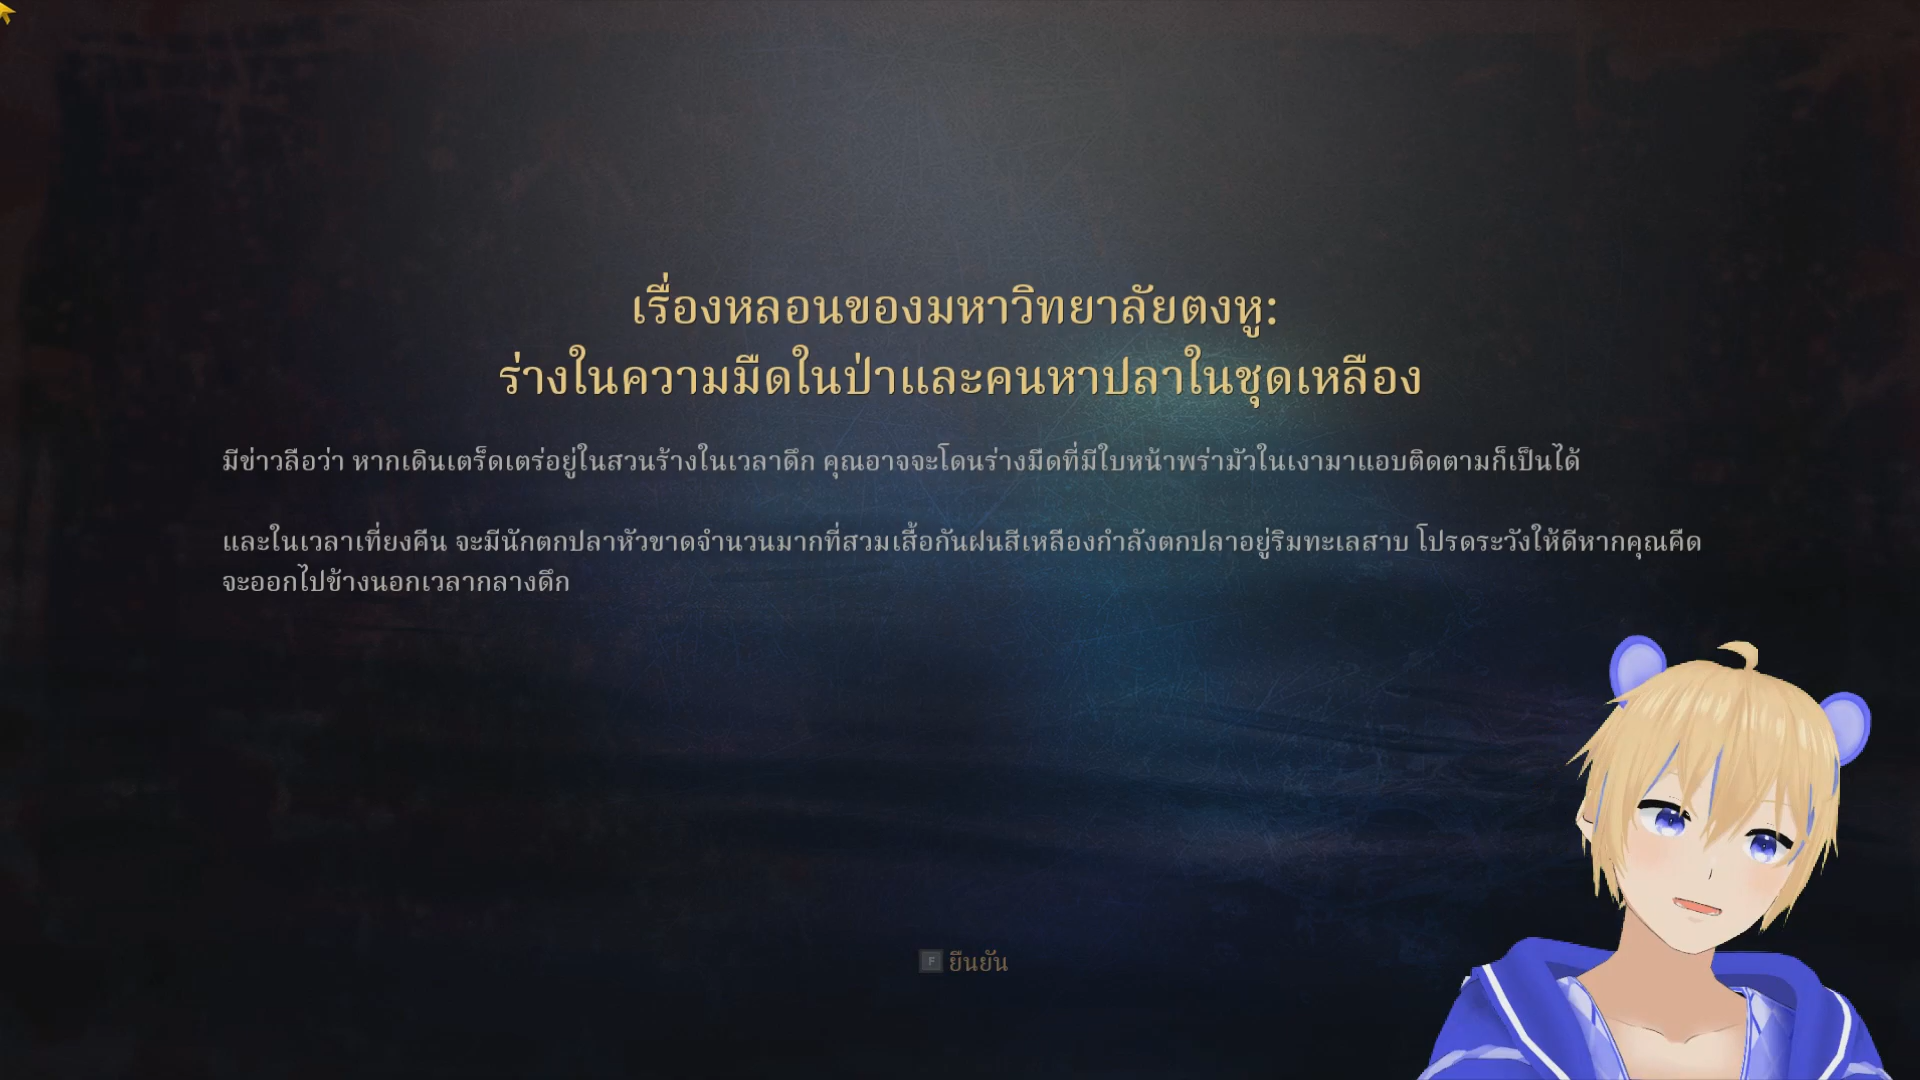 เรื่องหลอนของมหาวิทยาลัยตงหู:
ร่างในความมืดในป่าและคนหาปลาในชุดเหลือง
มีข่าวลือว่า หากเดินเตร็ดเตร่อยู่ในสวนร้างในเวลาดึก คุณอาจจะโดนร่างมืดที่มีใบหน้าพร่ามัวในเงามาแอบติดตามก็เป็นได้
และในเวลาเที่ยงคืน จะมีนักตกปลาหัวขาดจำนวนมากที่สวมเสื้อกันฝนสีเหลืองกำลังตกปลาอยู่ริมทะเลสาบ โปรดระวังให้ดีหากคุณคิด
จะออกไปข้างนอกเวลากลางดึก
F ยืนยัน